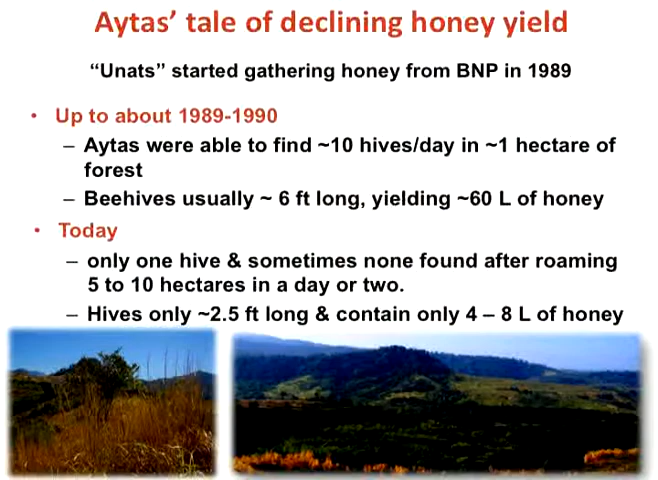 Aytas’ tale of declining honey yield
“Unats” started gathering honey from BNP in 1989
• Up to about 1989-1990
– Aytas were able to find ~10 hives/day in ~1 hectare of
forest
– Beehives usually ~ 6 ft long, yielding ~60 L of honey
• Today
– only one hive & sometimes none found after roaming
5 to 10 hectares in a day or two.
– Hives only ~2.5 ft long & contain only 4 – 8 L of honey